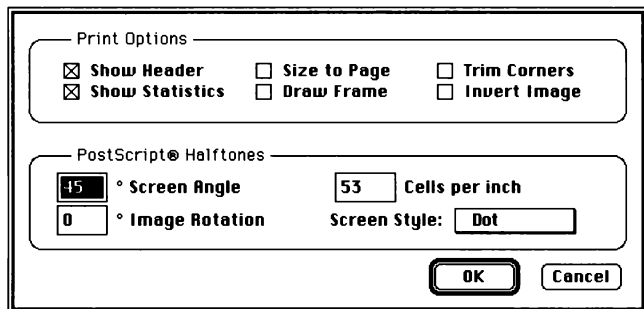 Print Options
Show Header Size to Page Trim Corners
Show Statistics Draw Frame Invert Image
PostScript® Halftones
45 ° Screen Angle 53 Cells per inch
0 ° Image Rotation Screen Style: Dot
OK Cancel